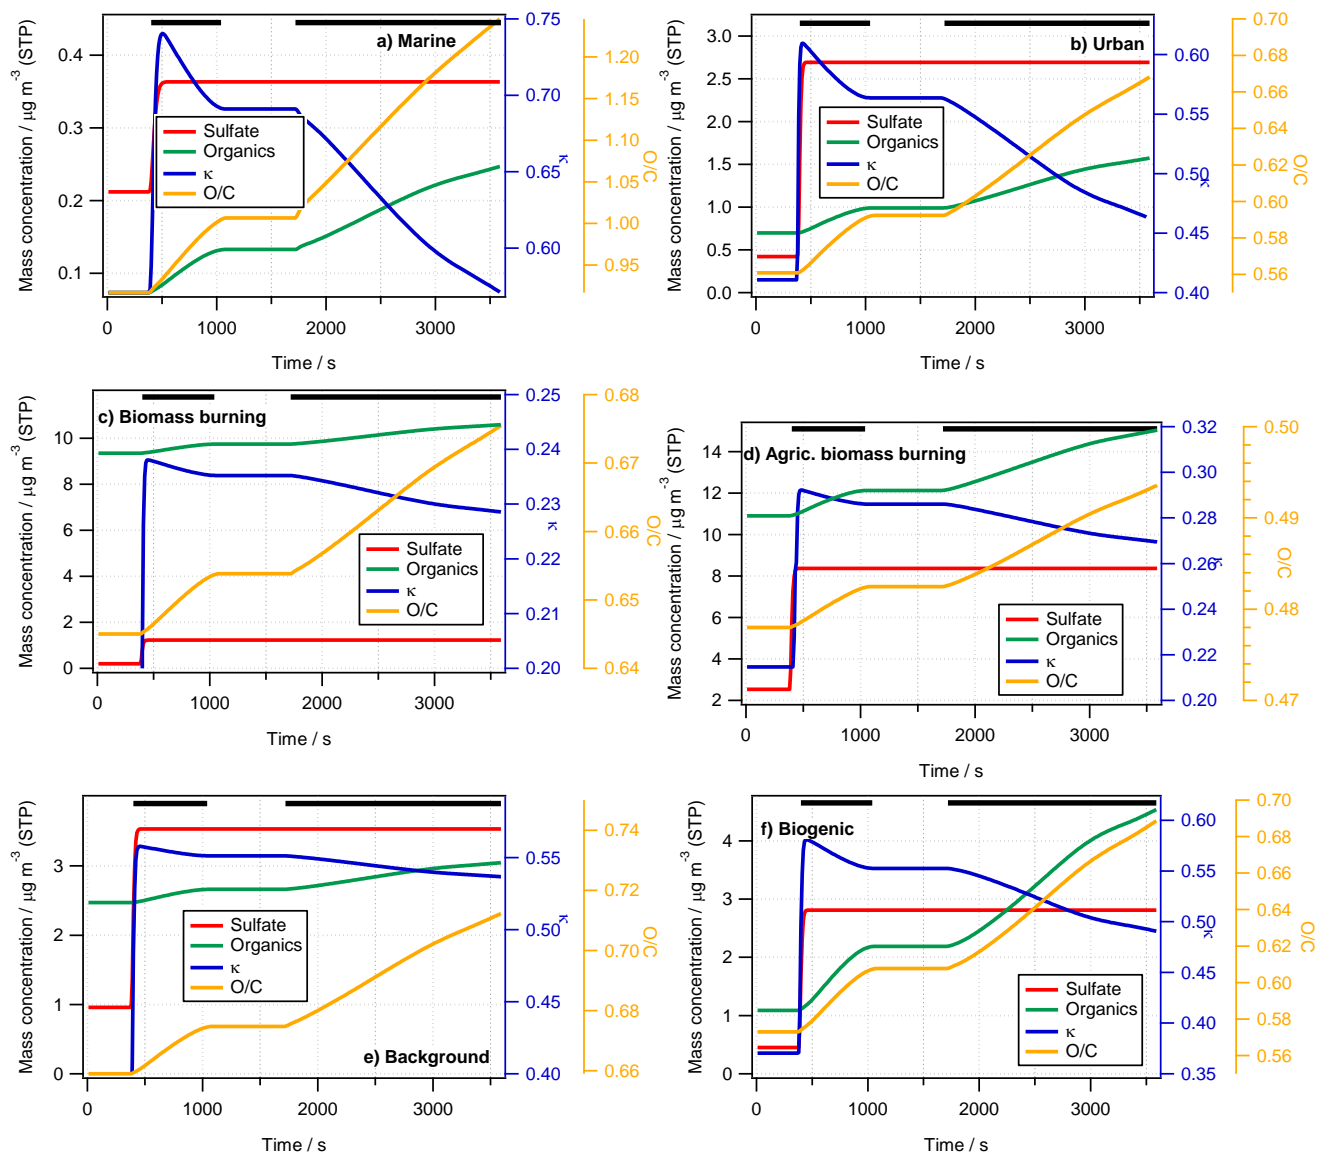 a) Marine
Mass concentration / µg m⁻³ (STP)
0.4
0.3
0.2
0.1
0.75
0.70
0.65
0.60
κ
1.20
1.15
1.10
1.05
1.00
0.95
O/C
Sulfate
Organics
κ
O/C
0
1000
2000
3000
Time / s
b) Urban
Mass concentration / µg m⁻³ (STP)
3.0
2.5
2.0
1.5
1.0
0.5
0.0
0.60
0.55
0.50
0.45
0.40
κ
0.70
0.68
0.66
0.64
0.62
0.60
0.58
0.56
O/C
Sulfate
Organics
κ
O/C
0
1000
2000
3000
Time / s
c) Biomass burning
Mass concentration / µg m⁻³ (STP)
10
8
6
4
2
0
0.25
0.24
0.23
0.22
0.21
0.20
κ
0.68
0.67
0.66
0.65
0.64
O/C
Sulfate
Organics
κ
O/C
0
1000
2000
3000
Time / s
d) Agric. biomass burning
Mass concentration / µg m⁻³ (STP)
14
12
10
8
6
4
2
0.32
0.30
0.28
0.26
0.24
0.22
0.20
κ
0.50
0.49
0.48
0.47
O/C
Sulfate
Organics
κ
O/C
0
1000
2000
3000
Time / s
e) Background
Mass concentration / µg m⁻³ (STP)
3
2
1
0
0.55
0.50
0.45
0.40
κ
0.74
0.72
0.70
0.68
0.66
O/C
Sulfate
Organics
κ
O/C
0
1000
2000
3000
Time / s
f) Biogenic
Mass concentration / µg m⁻³ (STP)
4
3
2
1
0
0.60
0.55
0.50
0.45
0.40
0.35
κ
0.70
0.68
0.66
0.64
0.62
0.60
0.58
0.56
O/C
Sulfate
Organics
κ
O/C
0
1000
2000
3000
Time / s